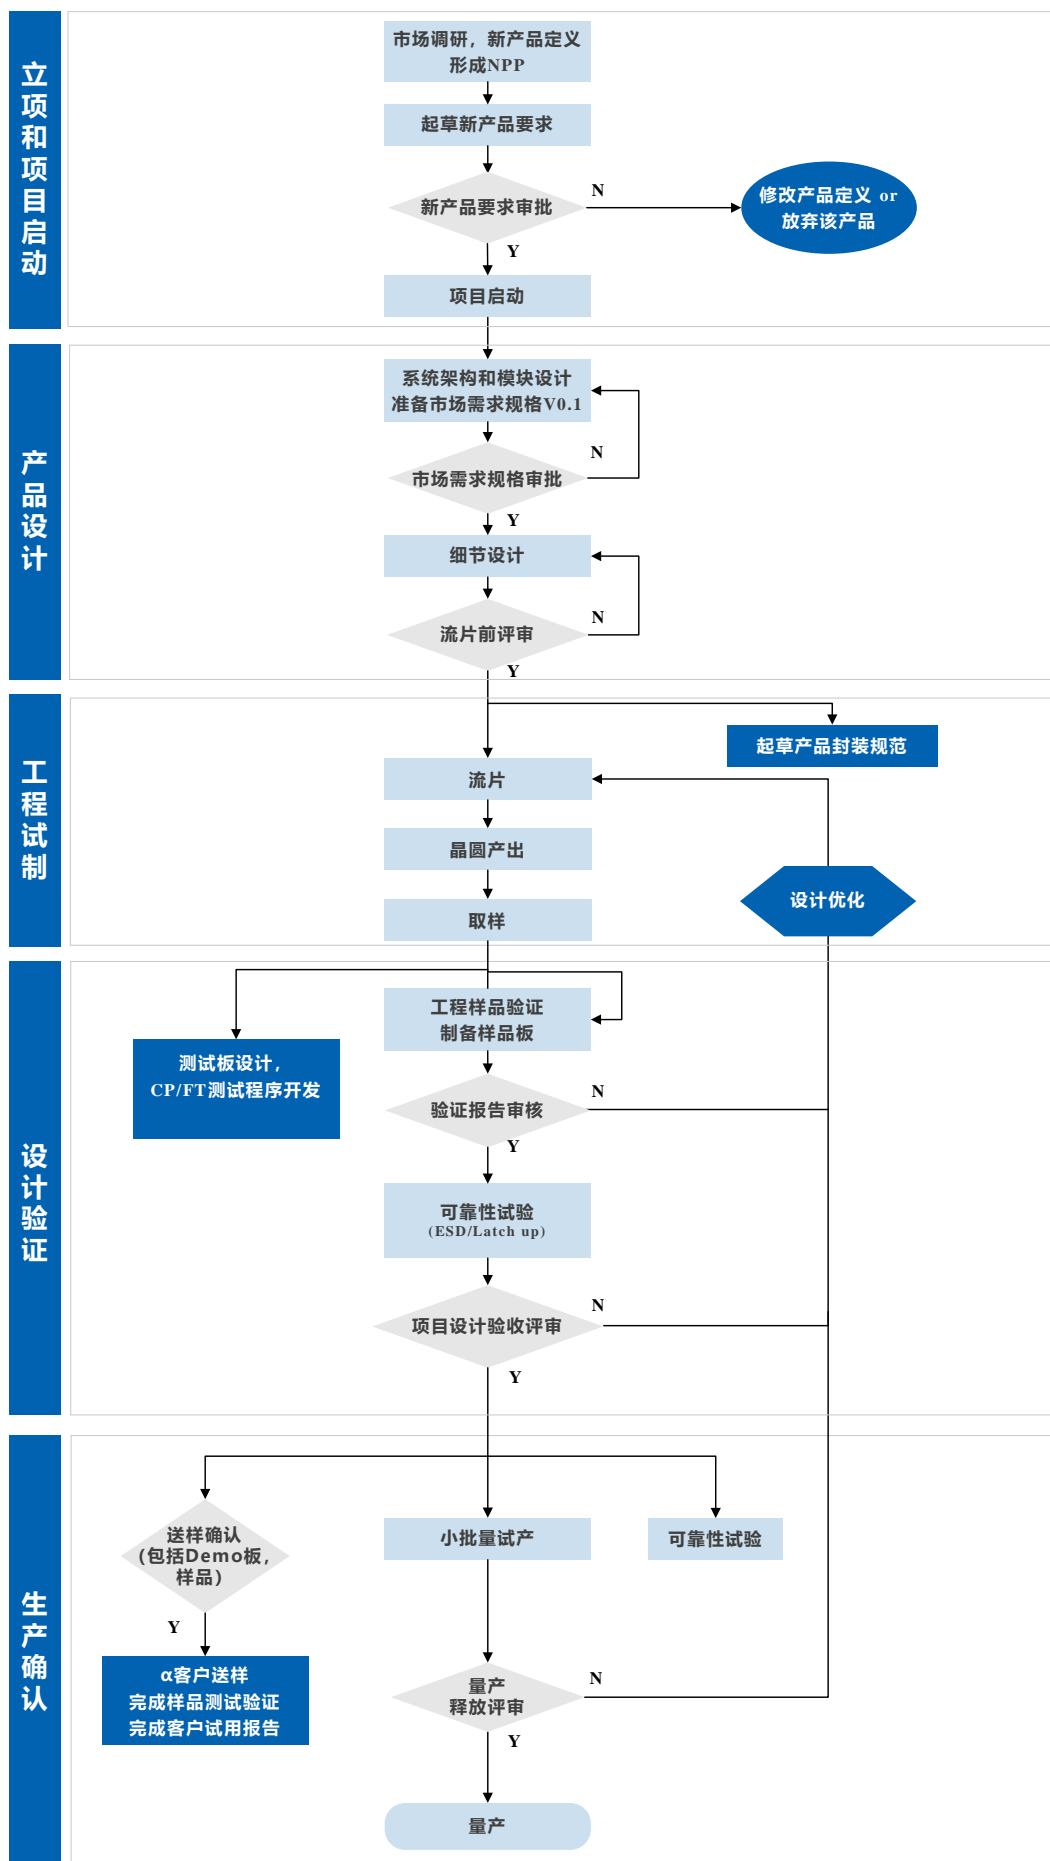 立项和项目启动
市场调研，新产品定义
形成NPP
起草新产品要求
新产品要求审批
N
修改产品定义 or
放弃该产品
Y
项目启动
产品设计
系统架构和模块设计
准备市场需求规格V0.1
N
市场需求规格审批
Y
细节设计
N
流片前评审
Y
工程试制
起草产品封装规范
流片
晶圆产出
设计优化
取样
设计验证
工程样品验证
制备样品板
测试板设计，
CP/FT测试程序开发
N
验证报告审核
Y
可靠性试验
(ESD/Latch up)
N
项目设计验收评审
Y
生产确认
送样确认
（包括Demo板，
样品）
小批量试产
可靠性试验
Y
α客户送样
完成样品测试验证
完成客户试用报告
N
量产
释放评审
Y
量产